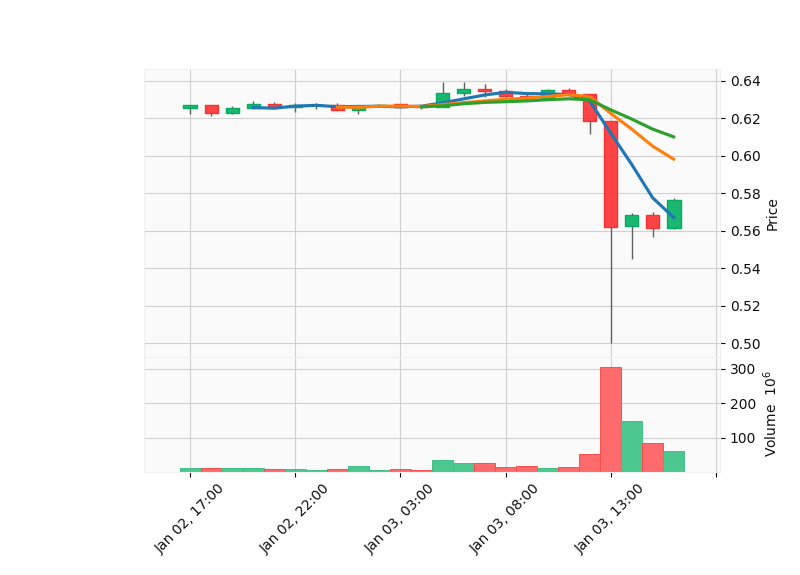 0.64
0.62
0.60
0.58
0.56
0.54
0.52
0.50
Price
300
200
100
Volume 10⁶
Jan 02, 17:00
Jan 02, 22:00
Jan 03, 03:00
Jan 03, 08:00
Jan 03, 13:00